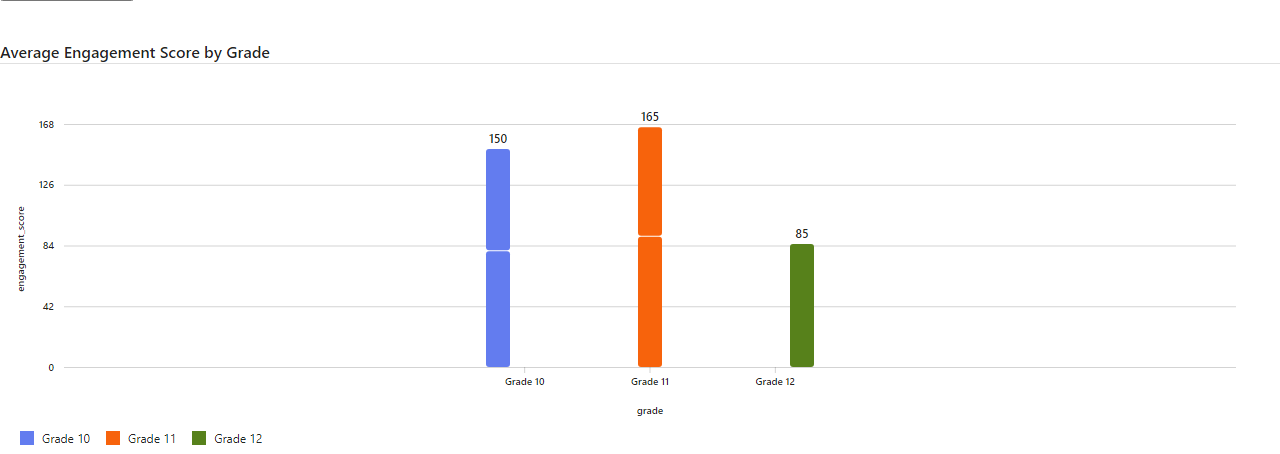 Average Engagement Score by Grade
168
126
84
42
0
engagement_score
150
165
85
Grade 10
Grade 11
Grade 12
grade
Grade 10 Grade 11 Grade 12